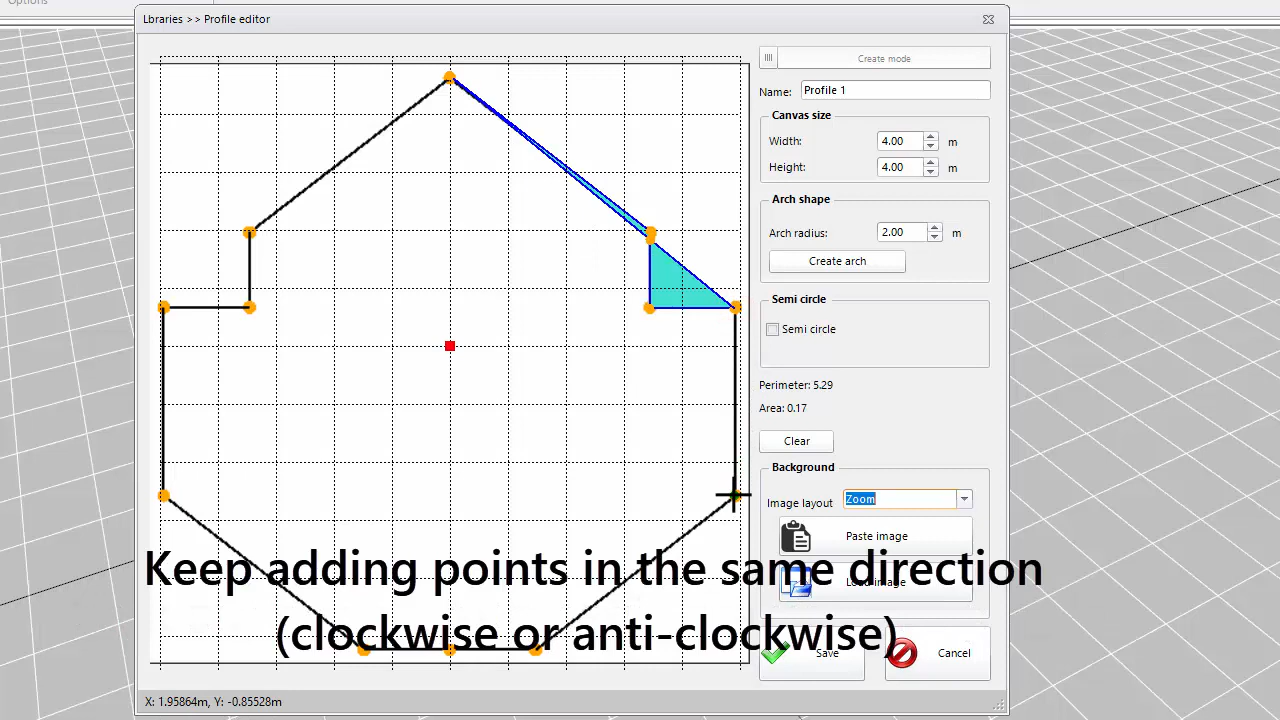 Options
Libraries >> Profile editor
Create mode
Name: Profile 1
Canvas size
Width: 4.00 m
Height: 4.00 m
Arch shape
Arch radius: 2.00 m
Create arch
Semi circle
Semi circle
Perimeter: 5.29
Area: 0.17
Clear
Background
Image layout Zoom
Paste image
Load image
Keep adding points in the same direction
(clockwise or anti-clockwise)
Save Cancel
X: 1.95864m, Y: -0.85528m